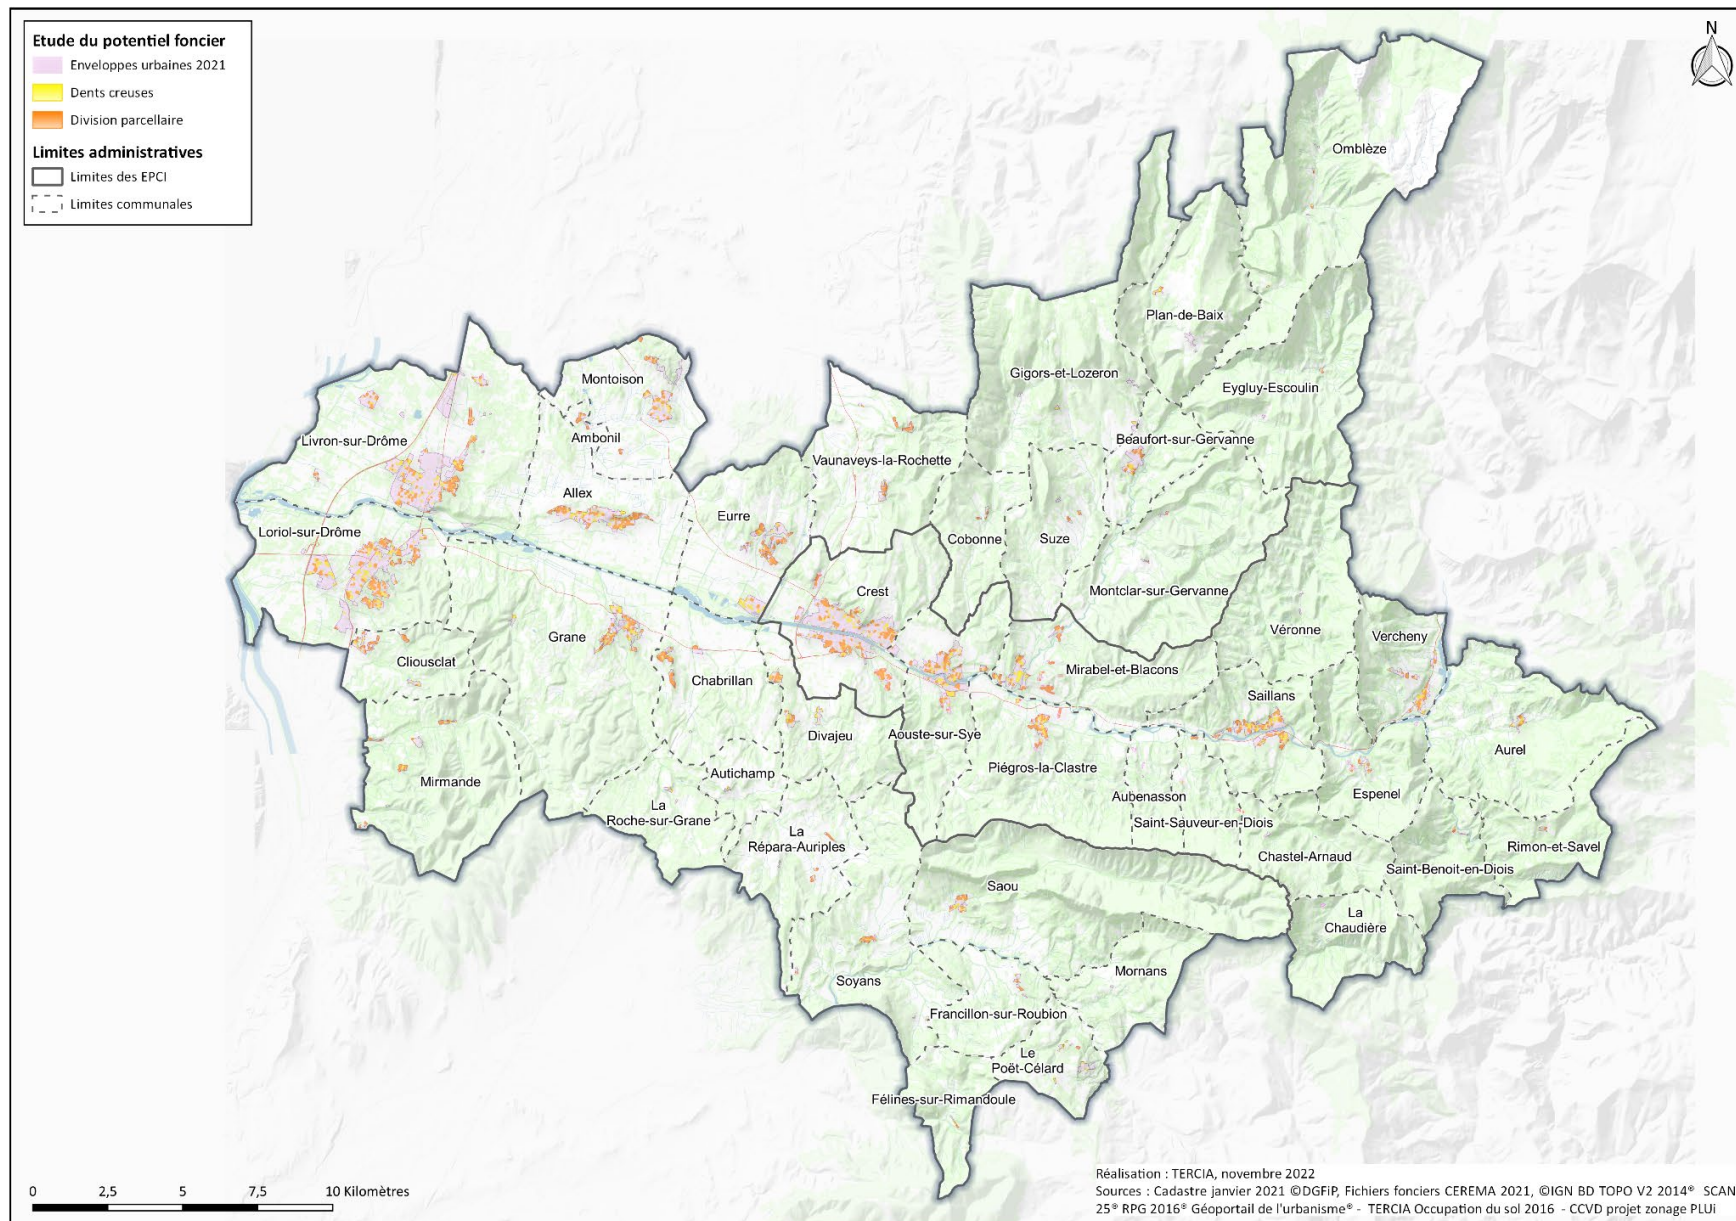 Etude du potentiel foncier
Enveloppes urbaines 2021
Dents creuses
Division parcellaire
Limites administratives
Limites des EPCI
Limites communales
N
Omblèze
Plan-de-Baix
Gigors-et-Lozeron
Eygluy-Escoulin
Montoison
Livron-sur-Drôme
Ambonil
Beaufort-sur-Gervanne
Vaunaveys-la-Rochette
Allex
Eurre
Loriol-sur-Drôme
Cobonne
Suze
Crest
Montclar-sur-Gervanne
Véronne
Vercheny
Grane
Cliousclat
Mirabel-et-Blacons
Chabrillan
Saillans
Divajeu
Aouste-sur-Sye
Aurel
Piégros-la-Clastre
Autichamp
Mirmande
Aubenasson
Espenel
La
Roche-sur-Grane
Saint-Sauveur-en-Diois
La
Répara-Auriples
Rimon-et-Savel
Chastel-Arnaud
Saint-Benoit-en-Diois
Saou
La
Chaudière
Mornans
Soyans
Francillon-sur-Roubion
Le
Poët-Célard
Félines-sur-Rimandoule
0 2,5 5 7,5 10 Kilomètres
Réalisation : TERCIA, novembre 2022
Sources : Cadastre janvier 2021 ©DGFiP, Fichiers fonciers CEREMA 2021, ©IGN BD TOPO V2 2014® SCAN
25® RPG 2016® Géoportail de l'urbanisme® - TERCIA Occupation du sol 2016 - CCVD projet zonage PLUi